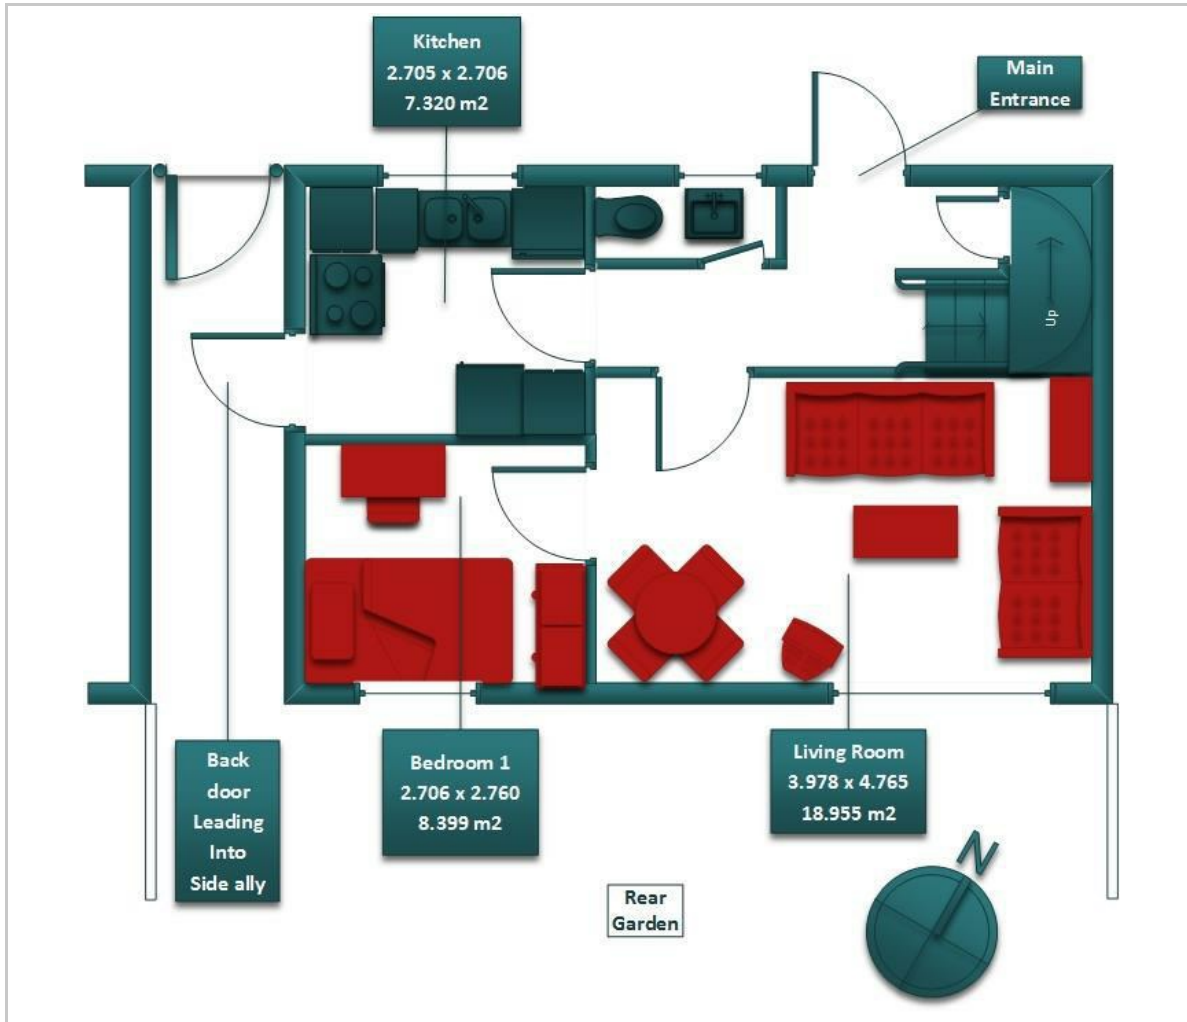 Kitchen
2.705 x 2.706
7.320 m2
Main
Entrance
Up
Back
door
Leading
Into
Side ally
Bedroom 1
2.706 x 2.760
8.399 m2
Living Room
3.978 x 4.765
18.955 m2
Rear
Garden
N